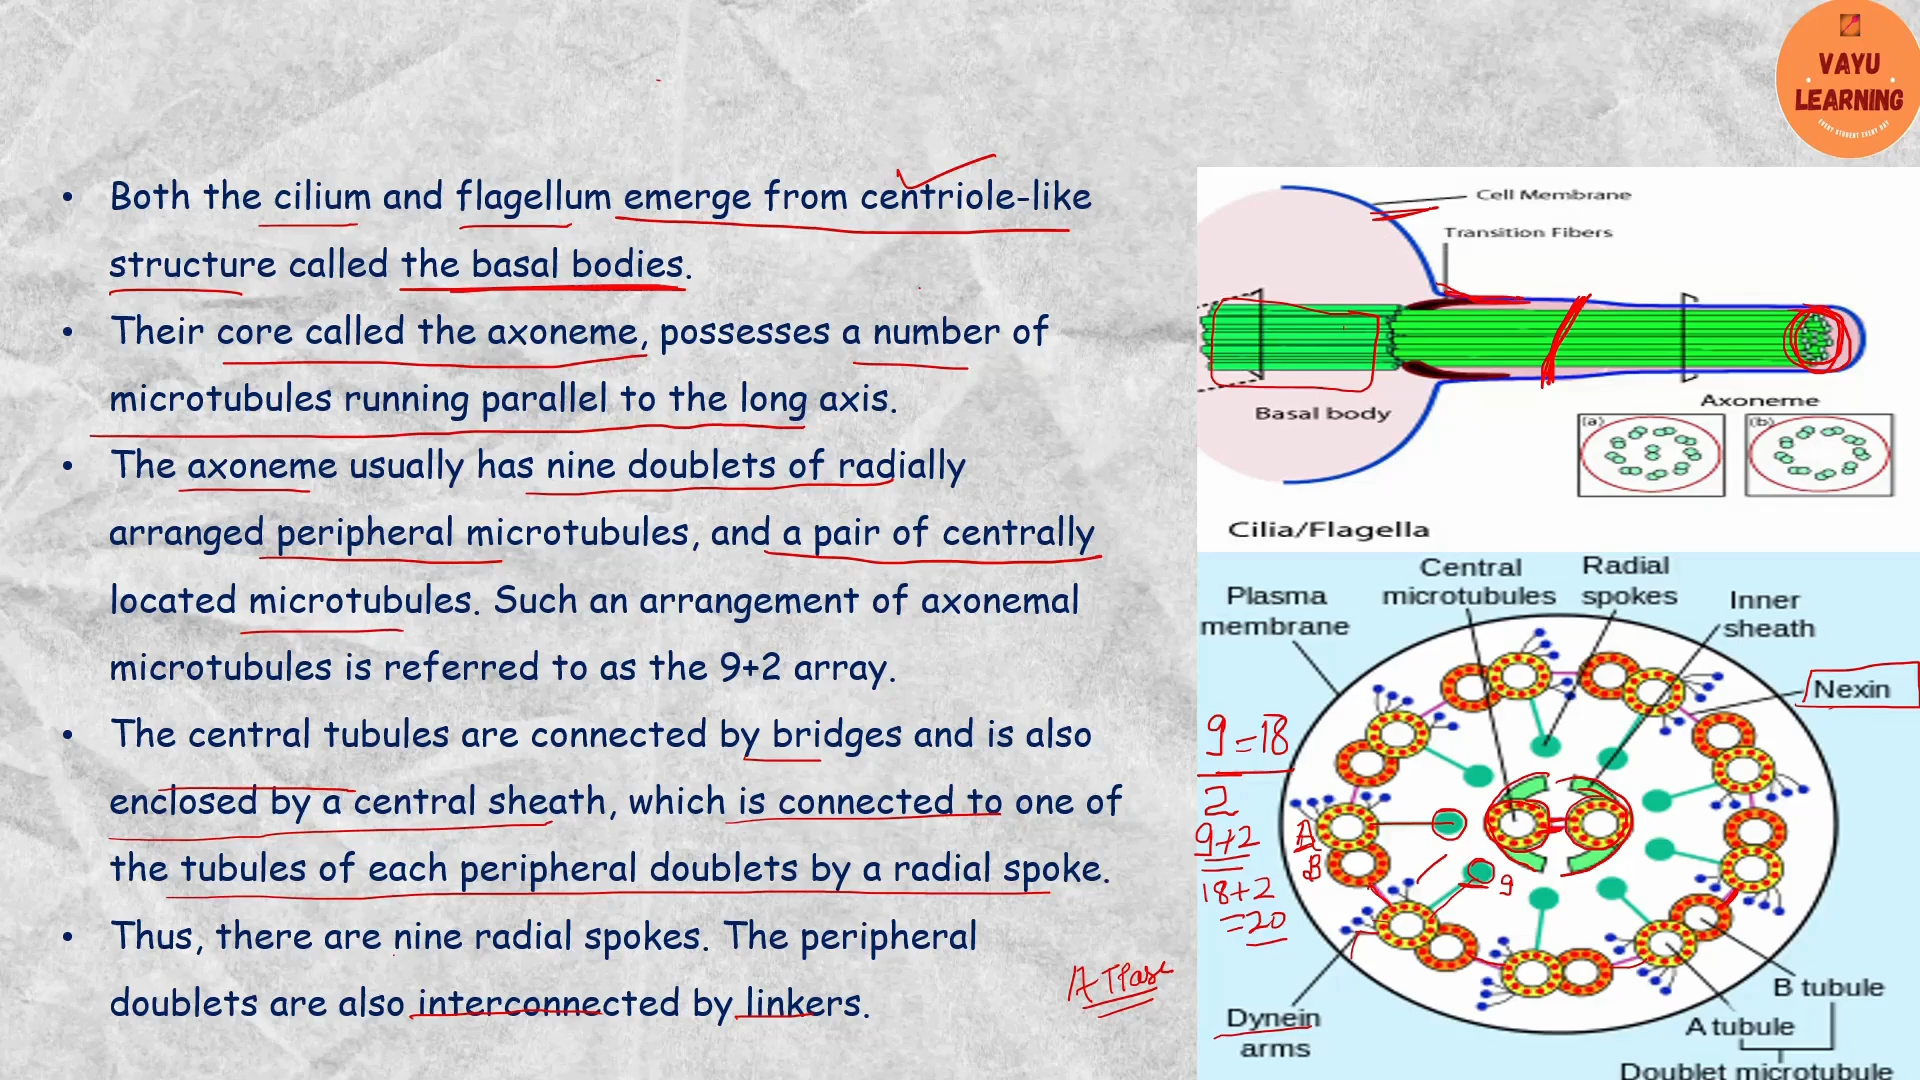 VAYU
LEARNING
EVERY STUDENT EVERY DAY
• Both the cilium and flagellum emerge from centriole-like
structure called the basal bodies.
• Their core called the axoneme, possesses a number of
microtubules running parallel to the long axis.
• The axoneme usually has nine doublets of radially
arranged peripheral microtubules, and a pair of centrally
located microtubules. Such an arrangement of axonemal
microtubules is referred to as the 9+2 array.
• The central tubules are connected by bridges and is also
enclosed by a central sheath, which is connected to one of
the tubules of each peripheral doublets by a radial spoke.
• Thus, there are nine radial spokes. The peripheral
doublets are also interconnected by linkers.
ATPase
Cell Membrane
Transition Fibers
Basal body
Axoneme
(a)
(b)
Cilia/Flagella
Central
microtubules
Radial
spokes
Plasma
membrane
Inner
sheath
Nexin
9=18
2
9+2
18+2
=20
A
B
9
Dynein
arms
B tubule
A tubule
Doublet microtubule